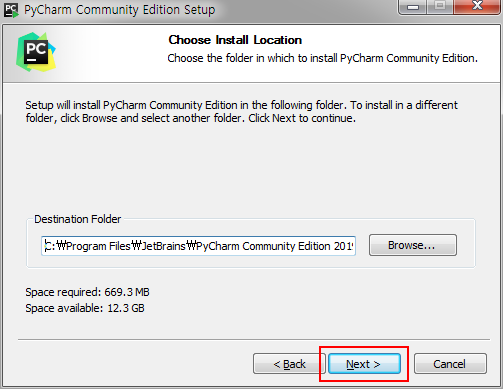 PyCharm Community Edition Setup
PC
Choose Install Location
Choose the folder in which to install PyCharm Community Edition.
Setup will install PyCharm Community Edition in the following folder. To install in a different
folder, click Browse and select another folder. Click Next to continue.
Destination Folder
C:₩Program Files₩JetBrains₩PyCharm Community Edition 2019
Browse...
Space required: 669.3 MB
Space available: 12.3 GB
< Back
Next >
Cancel